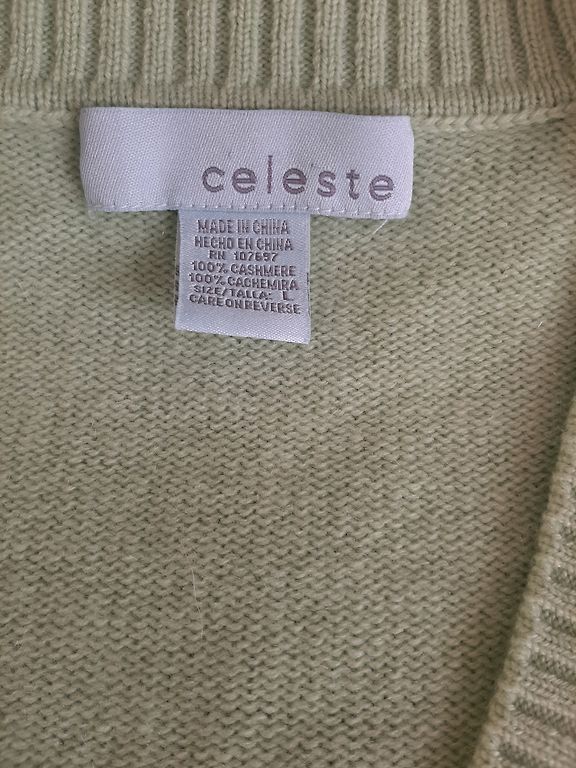 celeste
MADE IN CHINA
HECHO EN CHINA
RN 107657
100% CASHMERE
100% CACHEMIRA
SIZE/TALLA: L
CARE ON REVERSE